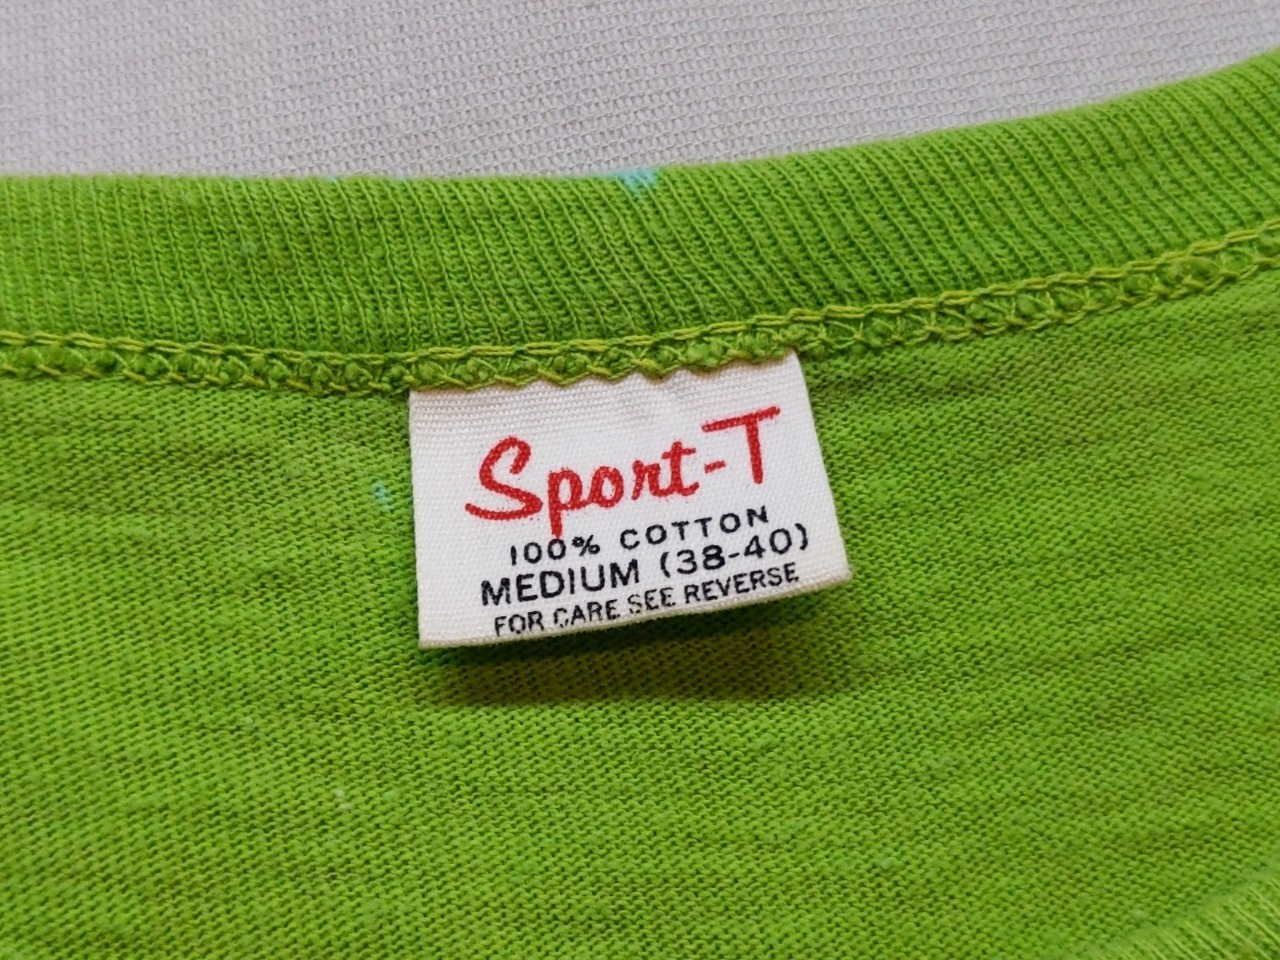 Sport-T
100% COTTON
MEDIUM (38-40)
FOR CARE SEE REVERSE